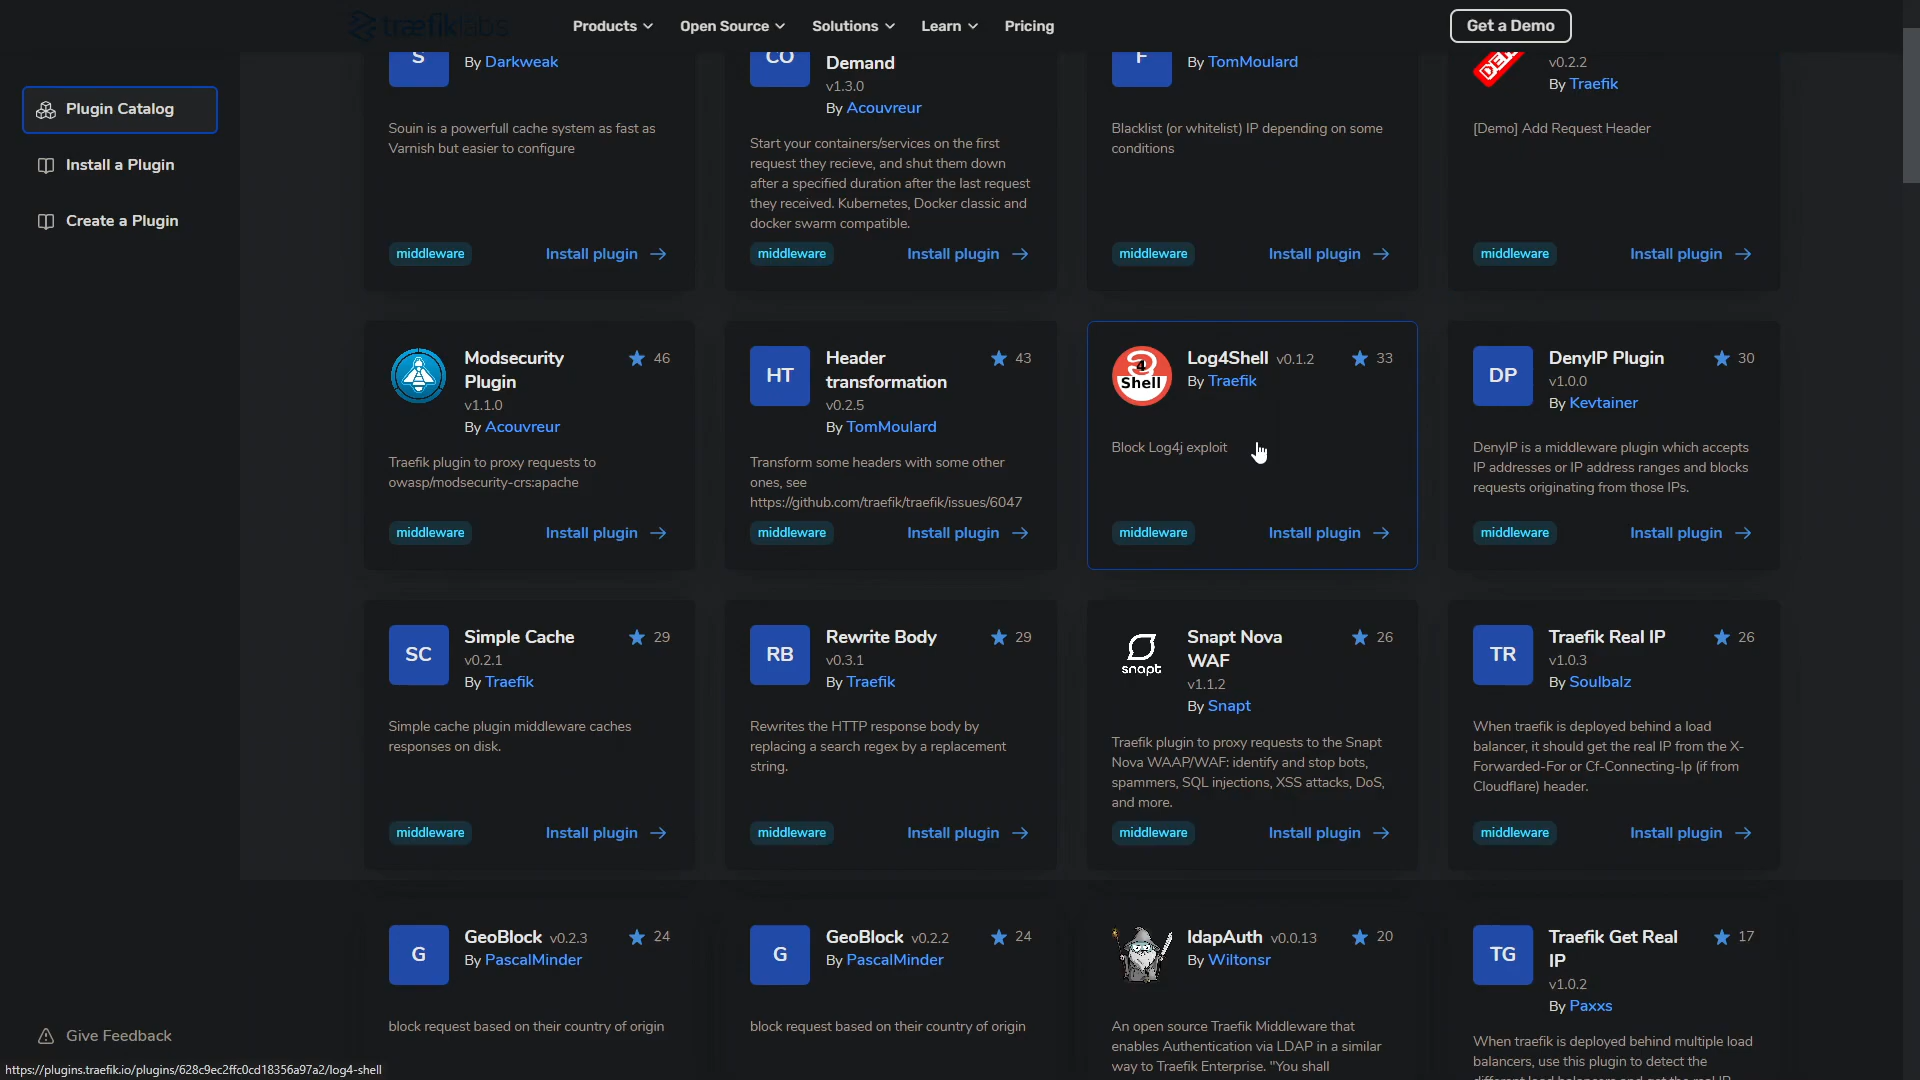 traefiklabs
Products
Open Source
Solutions
Learn
Pricing
Get a Demo
Plugin Catalog
Install a Plugin
Create a Plugin
S
By Darkweak
Souin is a powerfull cache system as fast as
Varnish but easier to configure
middleware
Install plugin
CO
Demand
v1.3.0
By Acouvreur
Start your containers/services on the first
request they recieve, and shut them down
after a specified duration after the last request
they received. Kubernetes, Docker classic and
docker swarm compatible.
middleware
Install plugin
F
By TomMoulard
Blacklist (or whitelist) IP depending on some
conditions
middleware
Install plugin
v0.2.2
By Traefik
[Demo] Add Request Header
middleware
Install plugin
Modsecurity
Plugin
46
v1.1.0
By Acouvreur
Traefik plugin to proxy requests to
owasp/modsecurity-crs:apache
middleware
Install plugin
HT
Header
transformation
43
v0.2.5
By TomMoulard
Transform some headers with some other
ones, see
https://github.com/traefik/traefik/issues/6047
middleware
Install plugin
4
Shell
Log4Shell v0.1.2
33
By Traefik
Block Log4j exploit
middleware
Install plugin
DP
DenyIP Plugin
30
v1.0.0
By Kevtainer
DenyIP is a middleware plugin which accepts
IP addresses or IP address ranges and blocks
requests originating from those IPs.
middleware
Install plugin
SC
Simple Cache
29
v0.2.1
By Traefik
Simple cache plugin middleware caches
responses on disk.
middleware
Install plugin
RB
Rewrite Body
29
v0.3.1
By Traefik
Rewrites the HTTP response body by
replacing a search regex by a replacement
string.
middleware
Install plugin
snapt
Snapt Nova
WAF
26
v1.1.2
By Snapt
Traefik plugin to proxy requests to the Snapt
Nova WAAP/WAF: identify and stop bots,
spammers, SQL injections, XSS attacks, DoS,
and more.
middleware
Install plugin
TR
Traefik Real IP
26
v1.0.3
By Soulbalz
When traefik is deployed behind a load
balancer, it should get the real IP from the X-
Forwarded-For or Cf-Connecting-Ip (if from
Cloudflare) header.
middleware
Install plugin
G
GeoBlock v0.2.3
24
By PascalMinder
block request based on their country of origin
G
GeoBlock v0.2.2
24
By PascalMinder
block request based on their country of origin
ldapAuth v0.0.13
20
By Wiltonsr
An open source Traefik Middleware that
enables Authentication via LDAP in a similar
way to Traefik Enterprise. "You shall
TG
Traefik Get Real
IP
17
v1.0.2
By Paxxs
When traefik is deployed behind multiple load
balancers, use this plugin to detect the
Give Feedback
https://plugins.traefik.io/plugins/628c9ec2ffc0cd18356a97a2/log4-shell